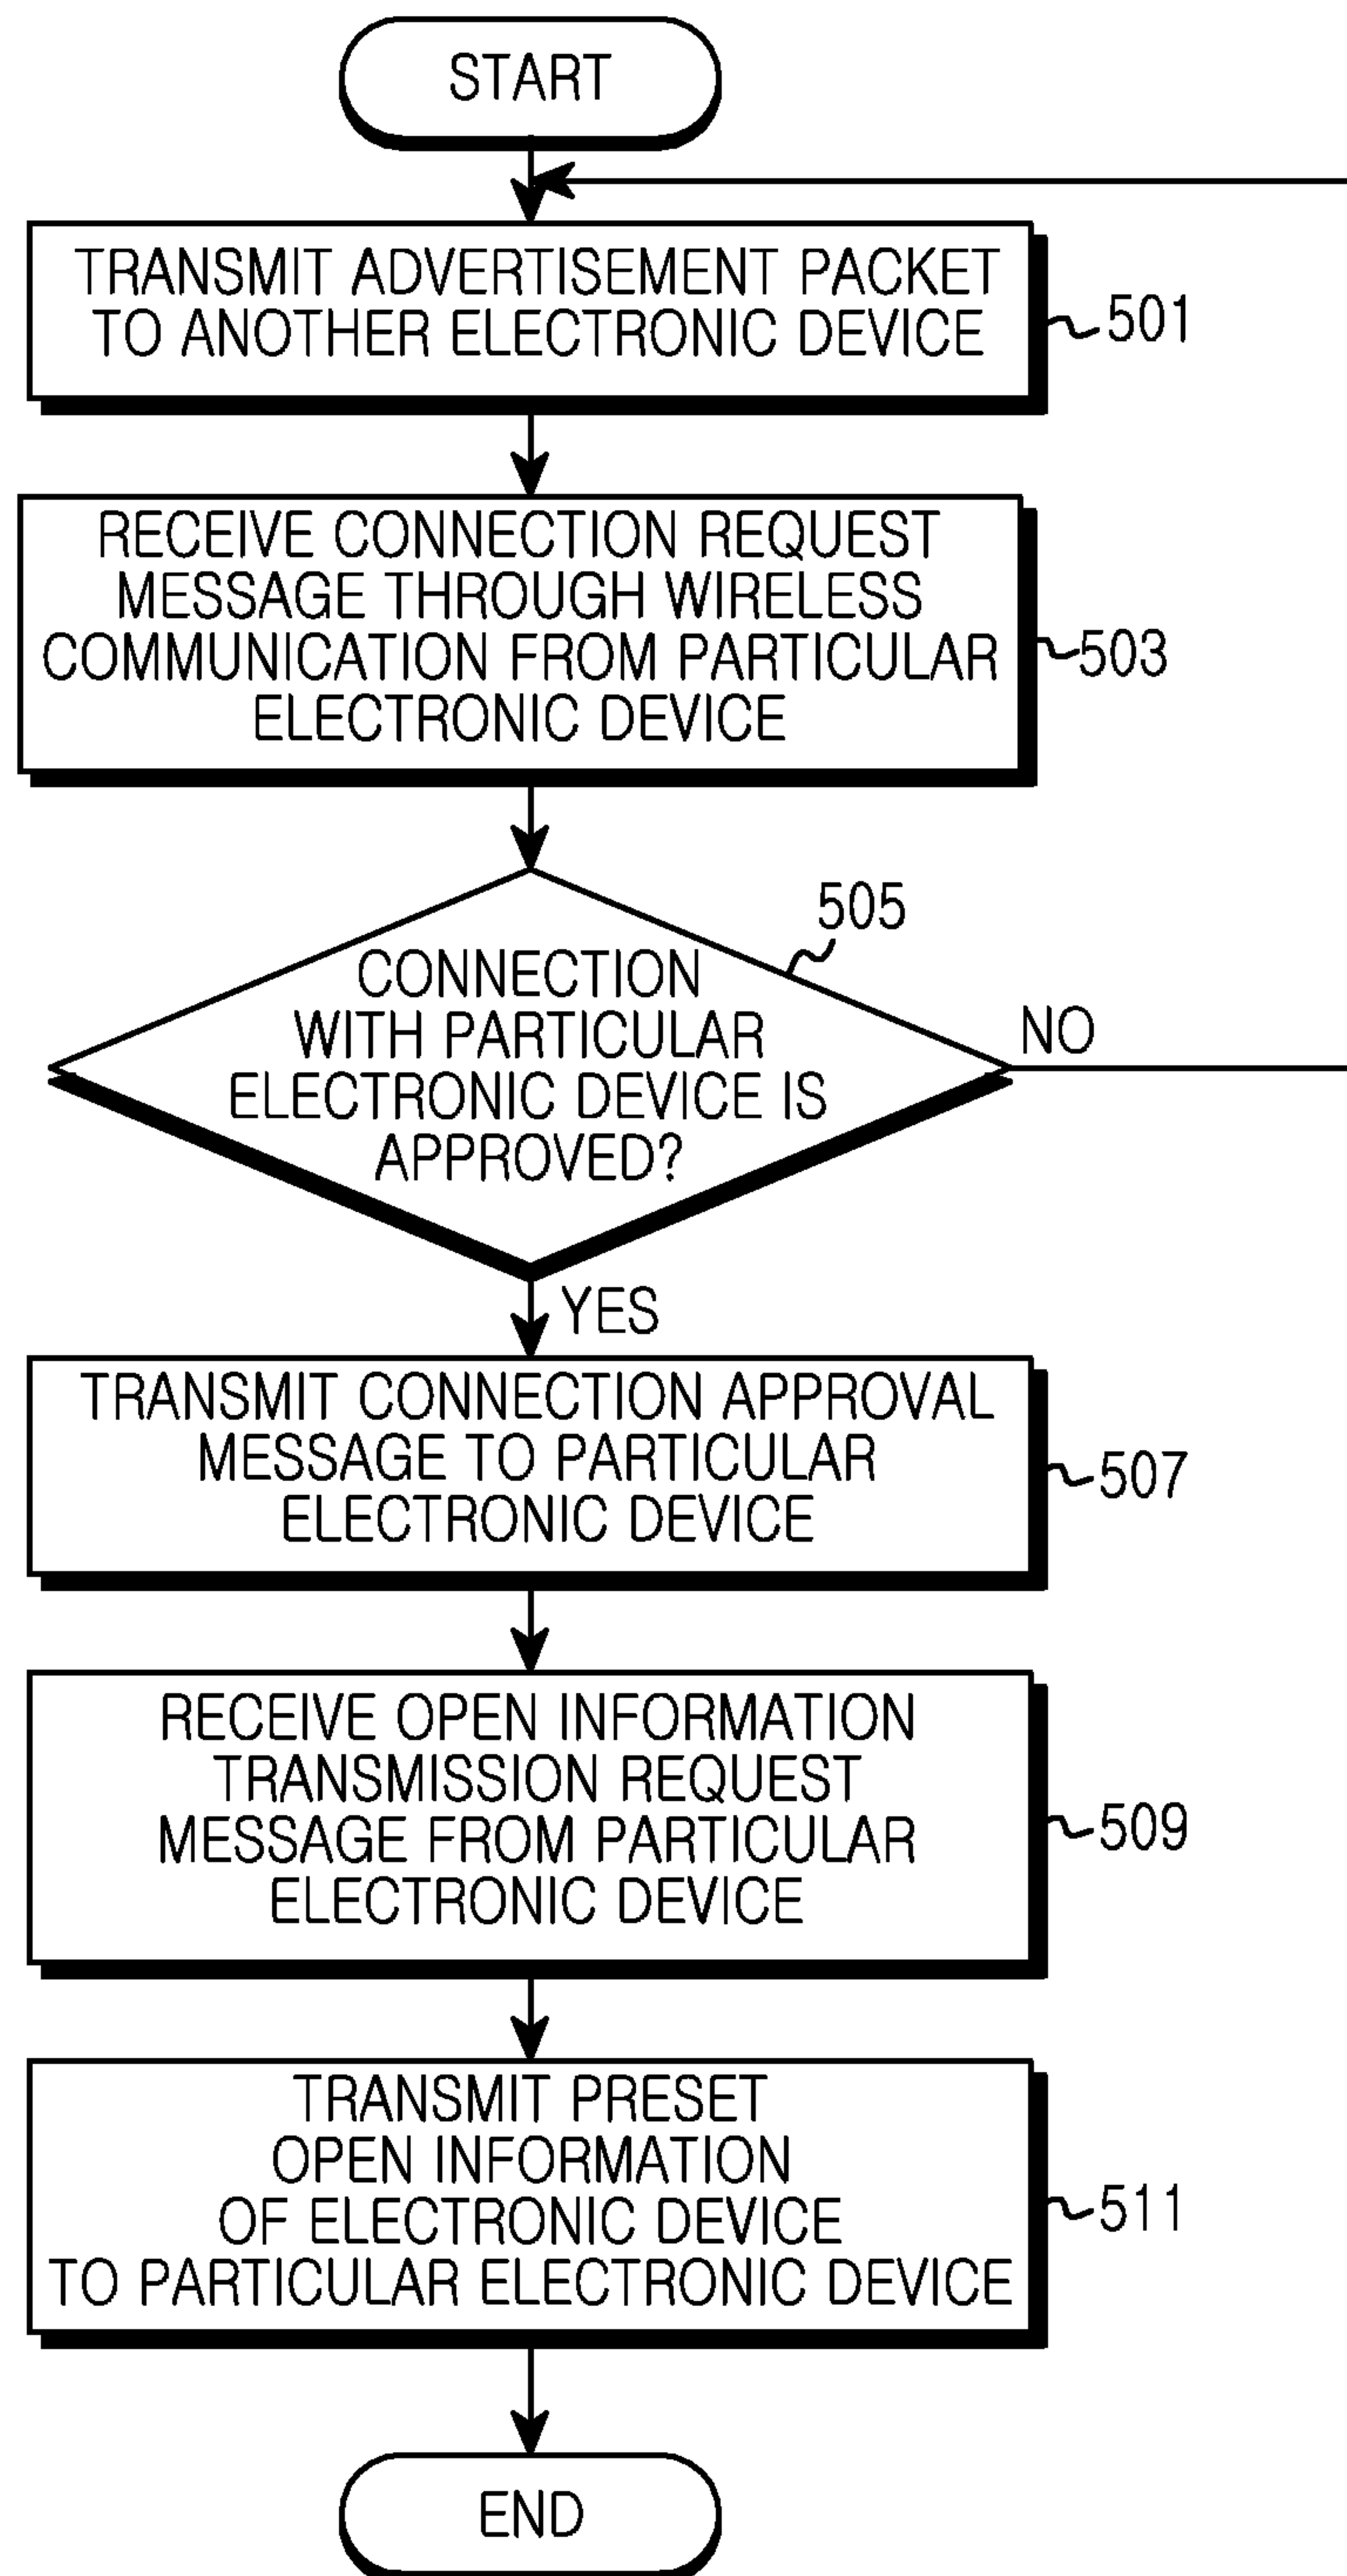 START
TRANSMIT ADVERTISEMENT PACKET
TO ANOTHER ELECTRONIC DEVICE
501
RECEIVE CONNECTION REQUEST
MESSAGE THROUGH WIRELESS
COMMUNICATION FROM PARTICULAR
ELECTRONIC DEVICE
503
505
CONNECTION
WITH PARTICULAR
ELECTRONIC DEVICE IS
APPROVED?
NO
YES
TRANSMIT CONNECTION APPROVAL
MESSAGE TO PARTICULAR
ELECTRONIC DEVICE
507
RECEIVE OPEN INFORMATION
TRANSMISSION REQUEST
MESSAGE FROM PARTICULAR
ELECTRONIC DEVICE
509
TRANSMIT PRESET
OPEN INFORMATION
OF ELECTRONIC DEVICE
TO PARTICULAR ELECTRONIC DEVICE
511
END